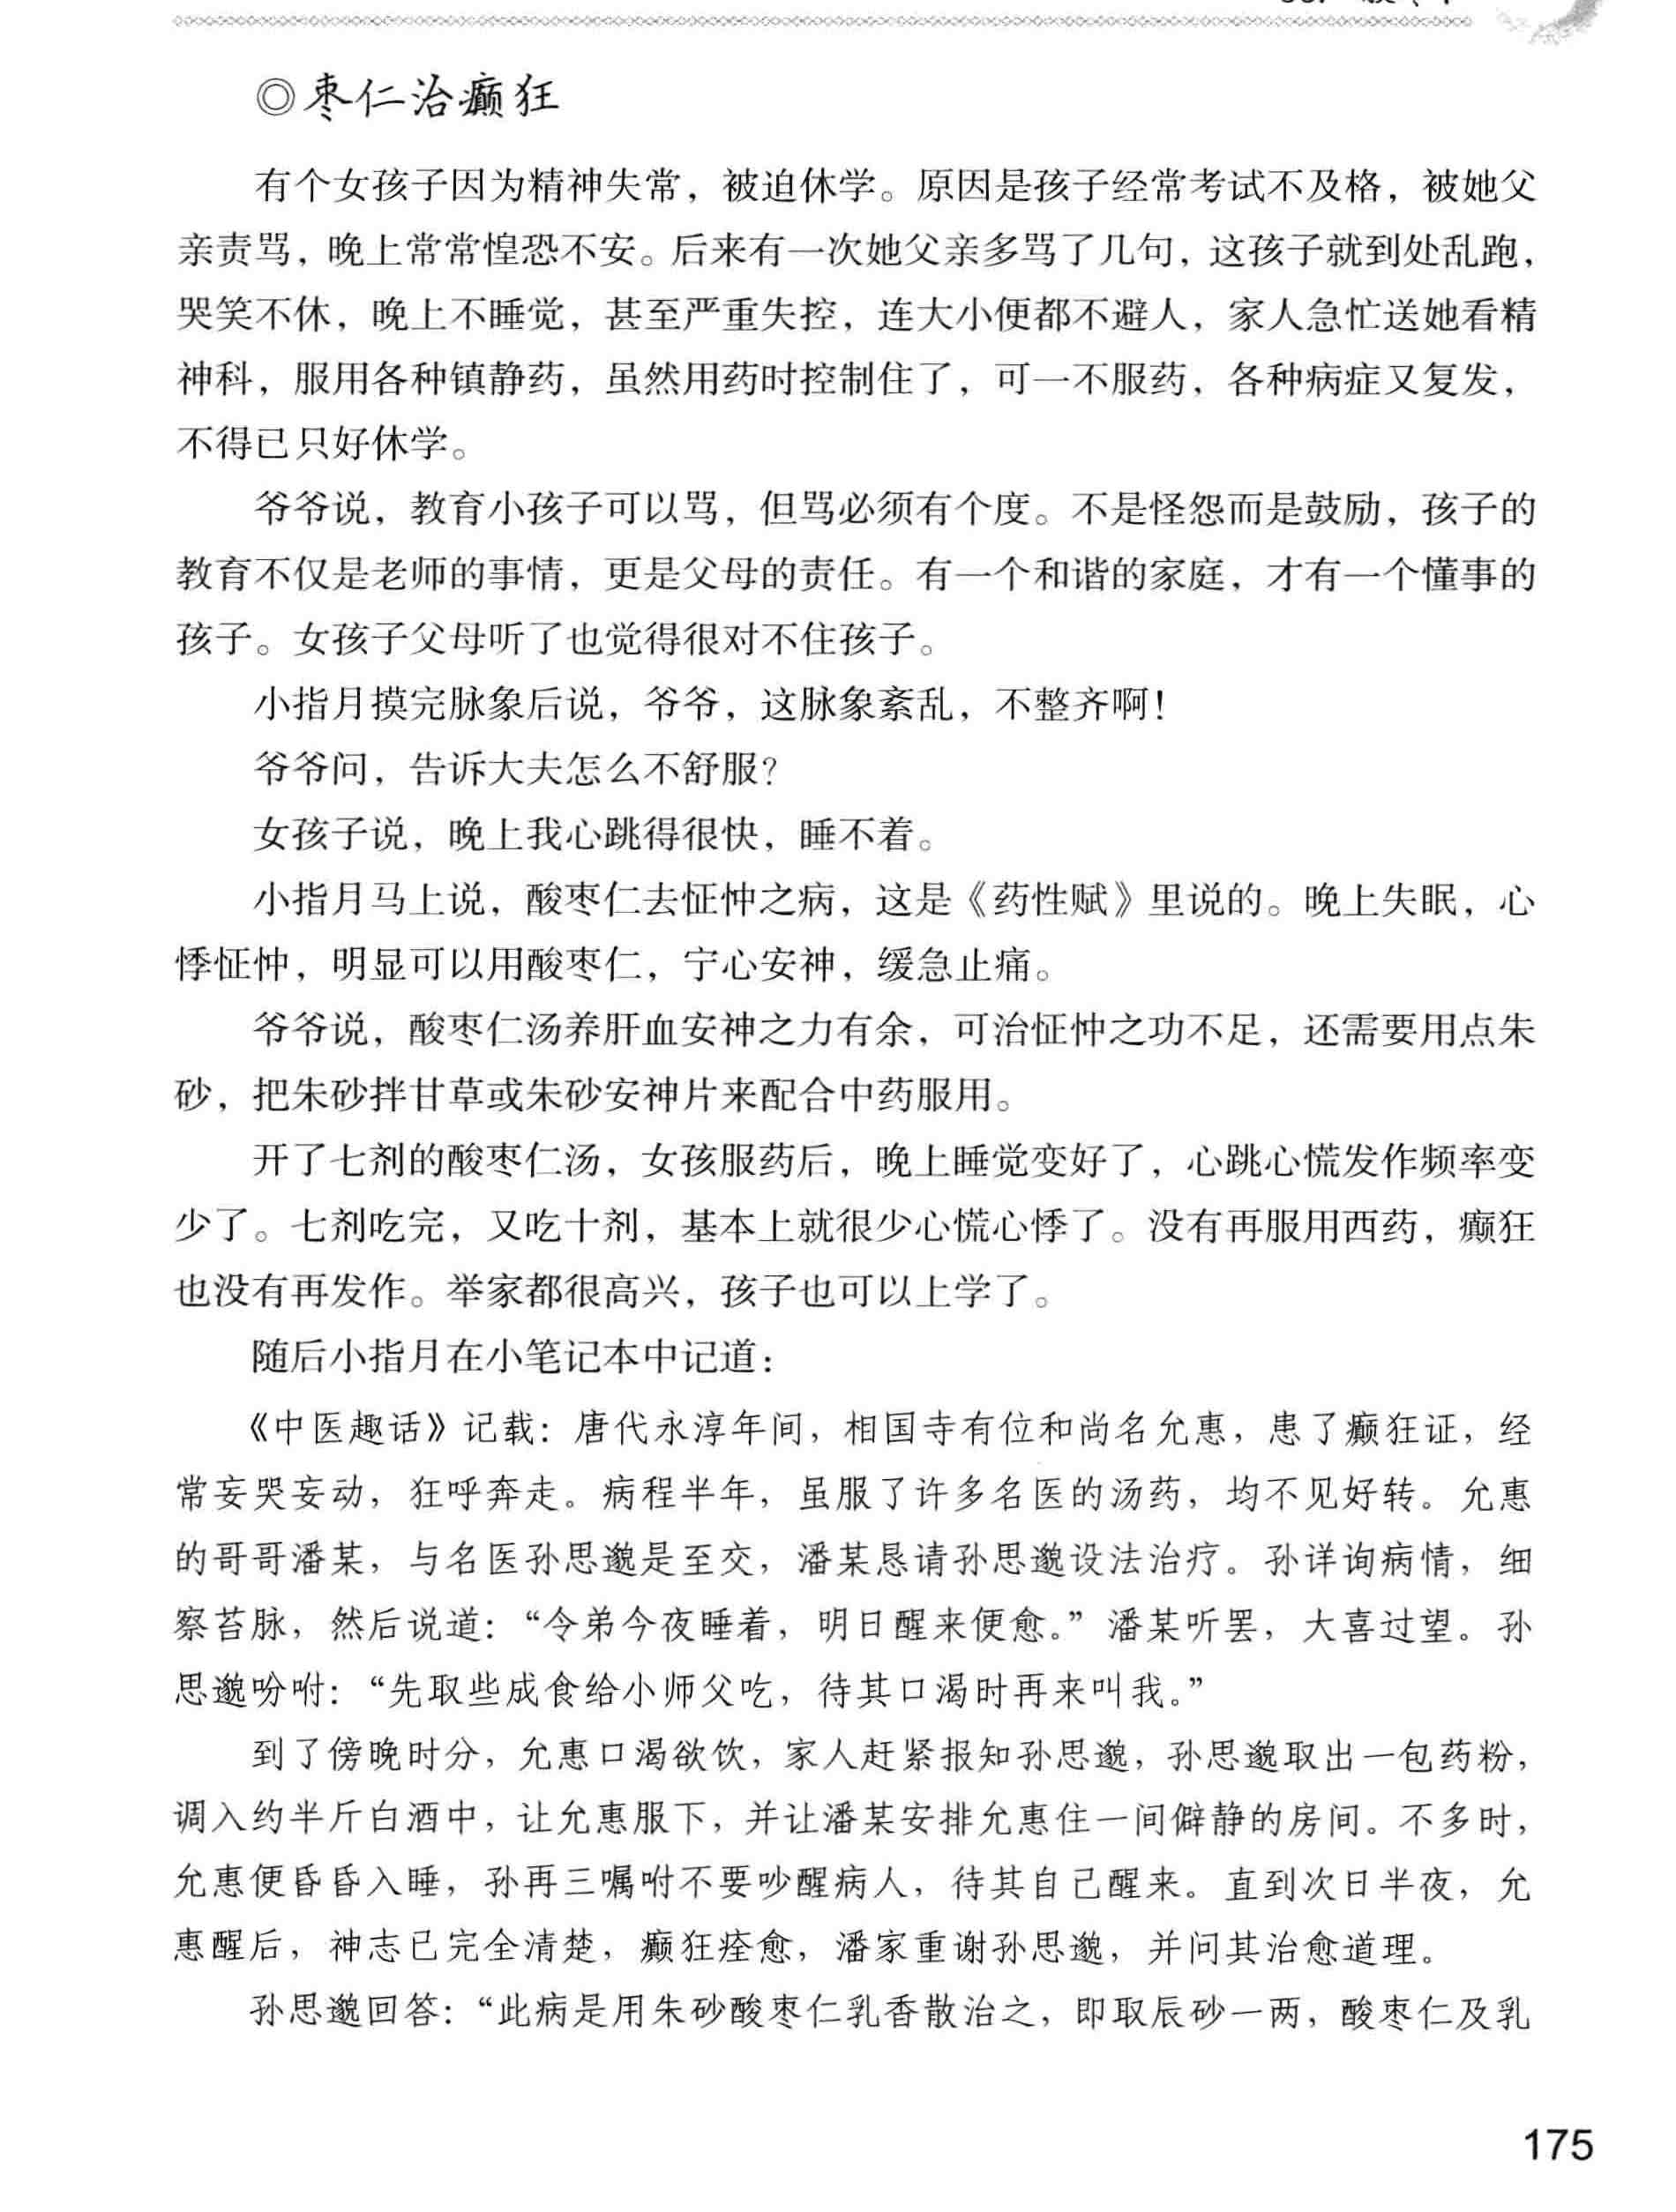 ◎枣仁治癫狂
有个女孩子因为精神失常，被迫休学。原因是孩子经常考试不及格，被她父
亲责骂，晚上常常惶恐不安。后来有一次她父亲多骂了几句，这孩子就到处乱跑，
哭笑不休，晚上不睡觉，甚至严重失控，连大小便都不避人，家人急忙送她看精
神科，服用各种镇静药，虽然用药时控制住了，可一不服药，各种病症又复发，
不得已只好休学。
爷爷说，教育小孩子可以骂，但骂必须有个度。不是怪怨而是鼓励，孩子的
教育不仅是老师的事情，更是父母的责任。有一个和谐的家庭，才有一个懂事的
孩子。女孩子父母听了也觉得很对不住孩子。
小指月摸完脉象后说，爷爷，这脉象紊乱，不整齐啊！
爷爷问，告诉大夫怎么不舒服？
女孩子说，晚上我心跳得很快，睡不着。
小指月马上说，酸枣仁去怔忡之病，这是《药性赋》里说的。晚上失眠，心
悸怔忡，明显可以用酸枣仁，宁心安神，缓急止痛。
爷爷说，酸枣仁汤养肝血安神之力有余，可治怔忡之功不足，还需要用点朱
砂，把朱砂拌甘草或朱砂安神片来配合中药服用。
开了七剂的酸枣仁汤，女孩服药后，晚上睡觉变好了，心跳心慌发作频率变
少了。七剂吃完，又吃十剂，基本上就很少心慌心悸了。没有再服用西药，癫狂
也没有再发作。举家都很高兴，孩子也可以上学了。
随后小指月在小笔记本中记道：
《中医趣话》记载：唐代永淳年间，相国寺有位和尚名允惠，患了癫狂证，经
常妄哭妄动，狂呼奔走。病程半年，虽服了许多名医的汤药，均不见好转。允惠
的哥哥潘某，与名医孙思邈是至交，潘某恳请孙思邈设法治疗。孙详询病情，细
察苔脉，然后说道：“令弟今夜睡着，明日醒来便愈。”潘某听罢，大喜过望。孙
思邈吩咐：“先取些成食给小师父吃，待其口渴时再来叫我。”
到了傍晚时分，允惠口渴欲饮，家人赶紧报知孙思邈，孙思邈取出一包药粉，
调入约半斤白酒中，让允惠服下，并让潘某安排允惠住一间僻静的房间。不多时，
允惠便昏昏入睡，孙再三嘱咐不要吵醒病人，待其自己醒来。直到次日半夜，允
惠醒后，神志已完全清楚，癫狂痊愈，潘家重谢孙思邈，并问其治愈道理。
孙思邈回答：“此病是用朱砂酸枣仁乳香散治之，即取辰砂一两，酸枣仁及乳
175